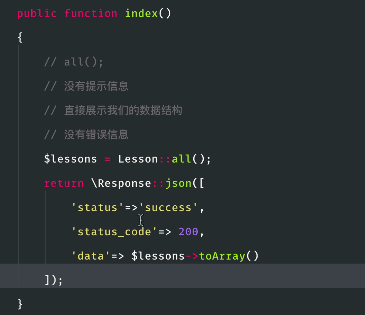 public function index()
{
// all();
// 没有提示信息
// 直接展示我们的数据结构
// 没有错误信息
$lessons = Lesson::all();
return \Response::json([
'status'=>'success',
'status_code'=> 200,
'data'=> $lessons->toArray()
]);
}